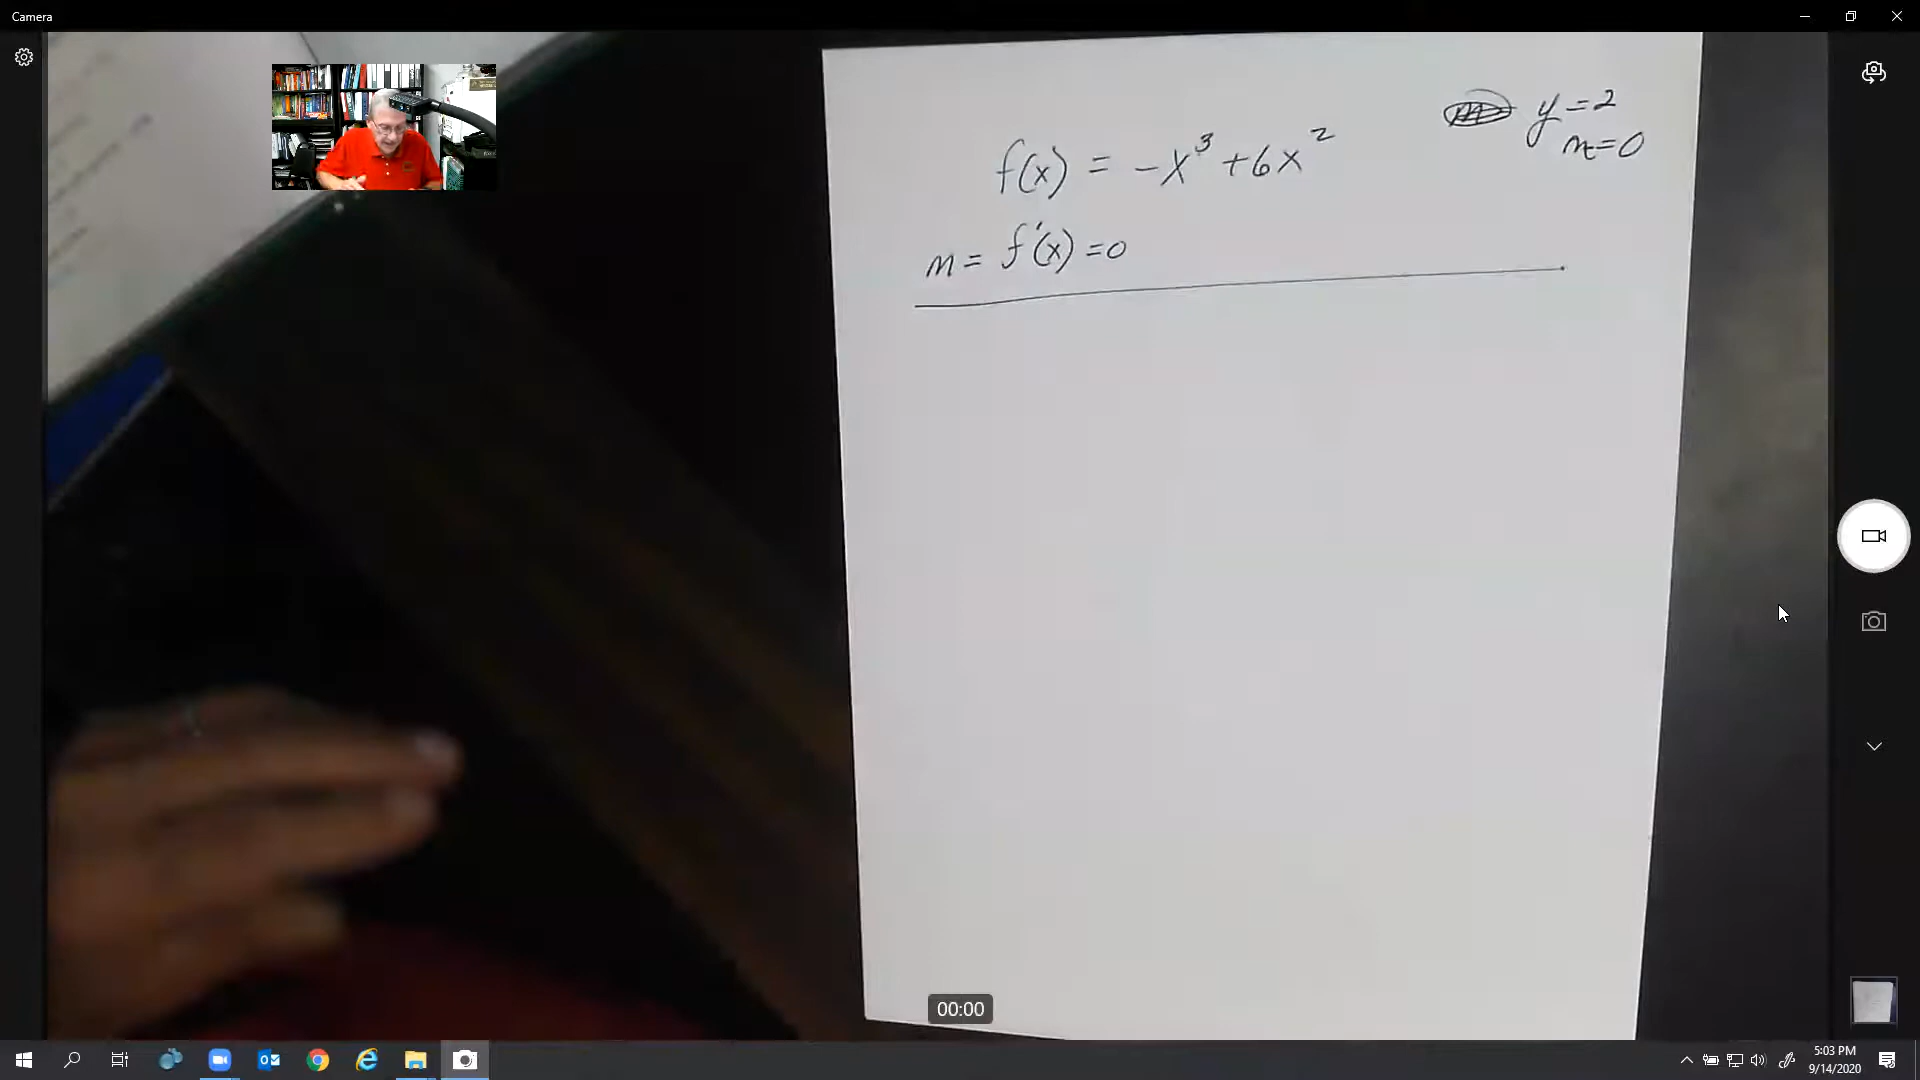 Camera
y = 2
m = 0
f(x) = -x³ + 6x²
m = f'(x) = 0
00:00
5:03 PM
9/14/2020